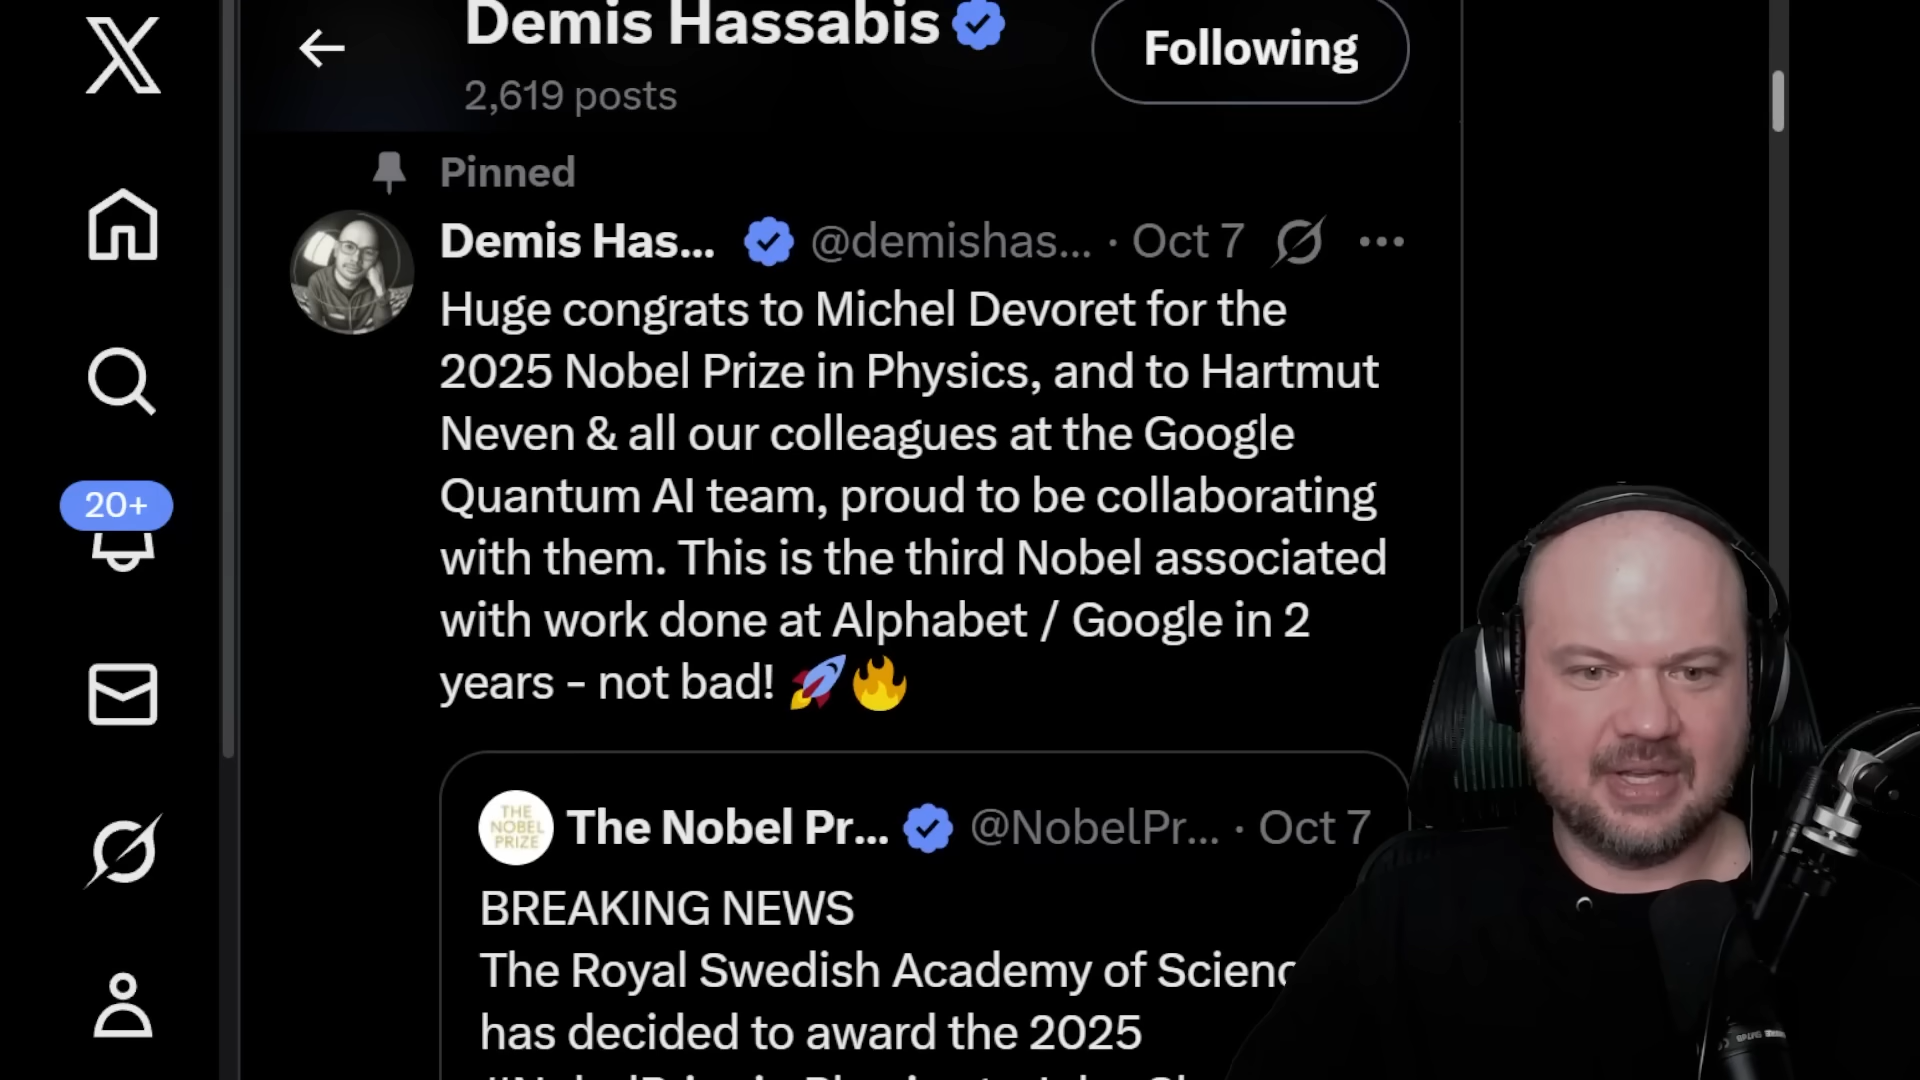 Demis Hassabis
2,619 posts
Following
Pinned
Demis Has... @demishas... · Oct 7
Huge congrats to Michel Devoret for the
2025 Nobel Prize in Physics, and to Hartmut
Neven & all our colleagues at the Google
Quantum AI team, proud to be collaborating
with them. This is the third Nobel associated
with work done at Alphabet / Google in 2
years - not bad! 🚀🔥
20+
THE
NOBEL
PRIZE
The Nobel Pr... @NobelPr... · Oct 7
BREAKING NEWS
The Royal Swedish Academy of Scienc
has decided to award the 2025